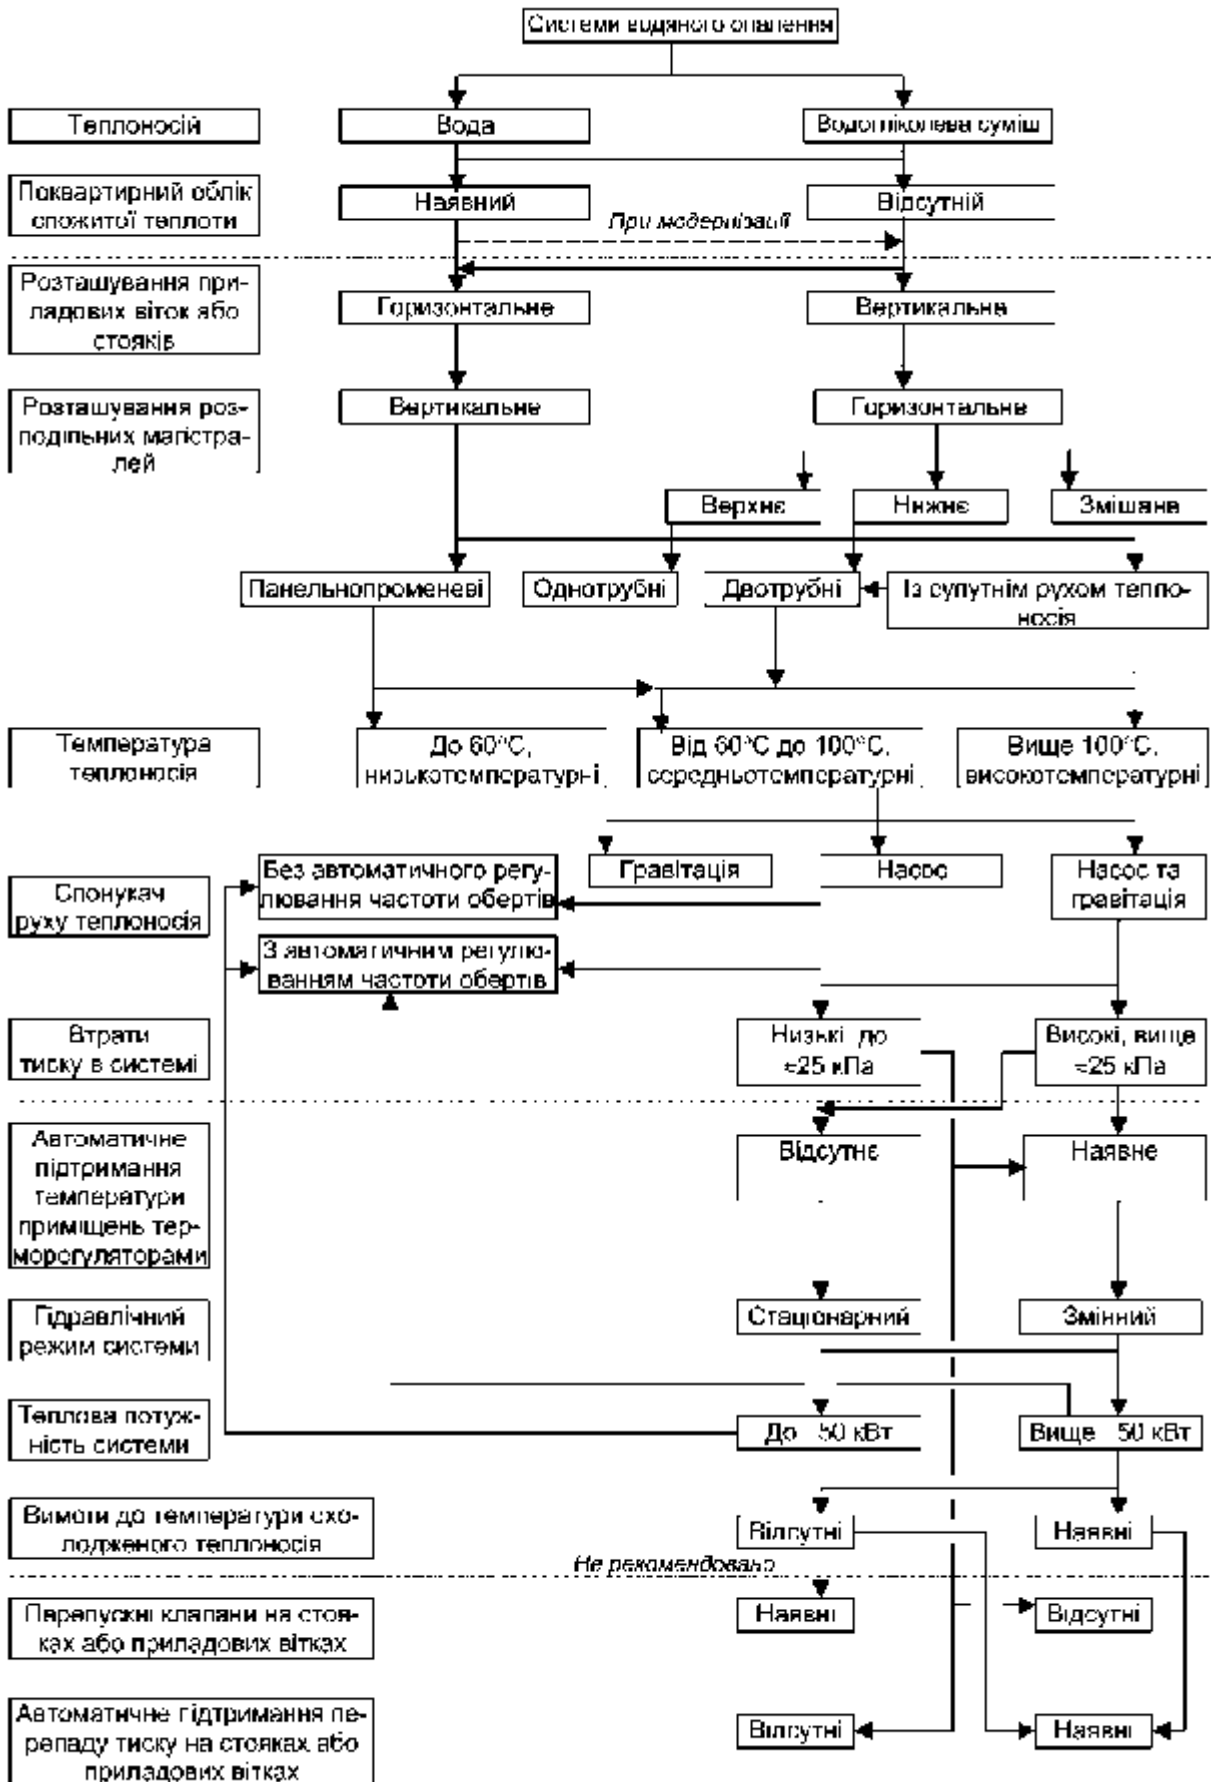 Системи водяного опалення
Теплоносій
Вода
Водогліколева суміш
Поквартирний облік
спожитої теплоти
Наявний
Відсутній
При модернізації
Розташування при-
ладових віток або
стояків
Горизонтальне
Вертикальне
Розташування роз-
подільних магістра-
лей
Вертикальне
Горизонтальне
Верхнє
Нижнє
Змішане
Панельнопроменеві
Однотрубні
Двотрубні
Із супутнім рухом тепло-
носія
Температура
теплоносія
До 60°С,
низькотемпературні
Від 60°С до 100°С,
середньотемпературні
Вище 100°С,
високотемпературні
Спонукач
руху теплоносія
Без автоматичного регу-
лювання частоти обертів
Гравітація
Насос
Насос та
гравітація
З автоматичним регулю-
ванням частоти обертів
Втрати
тиску в системі
Низькі до
≈25 кПа
Високі, вище
≈25 кПа
Автоматичне
підтримання
температури
приміщень тер-
морегуляторами
Відсутнє
Наявне
Гідравлічний
режим системи
Стаціонарний
Змінний
Теплова потуж-
ність системи
До 50 кВт
Вище 50 кВт
Вимоги до температури охо-
лодженого теплоносія
Відсутні
Наявні
Не рекомендовано
Перепускні клапани на стоя-
ках або приладових вітках
Наявні
Відсутні
Автоматичне підтримання пе-
репаду тиску на стояках або
приладових вітках
Відсутні
Наявні